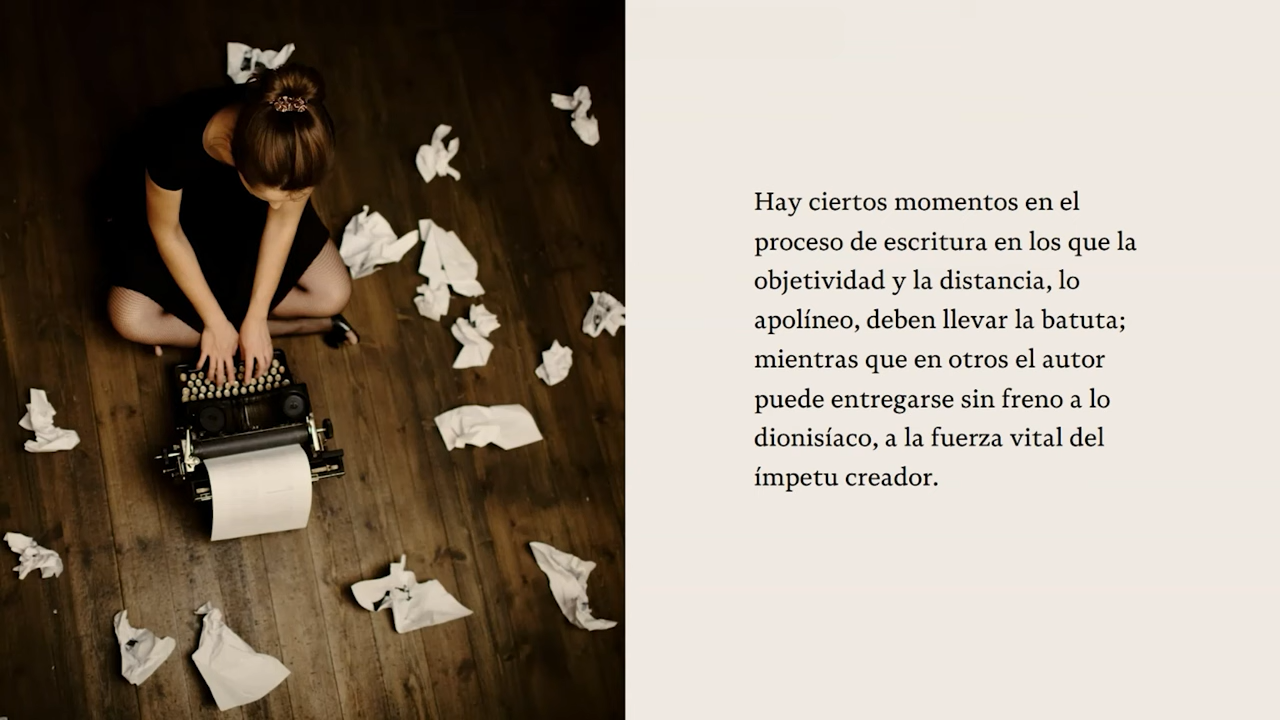 Hay ciertos momentos en el
proceso de escritura en los que la
objetividad y la distancia, lo
apolíneo, deben llevar la batuta;
mientras que en otros el autor
puede entregarse sin freno a lo
dionisíaco, a la fuerza vital del
ímpetu creador.